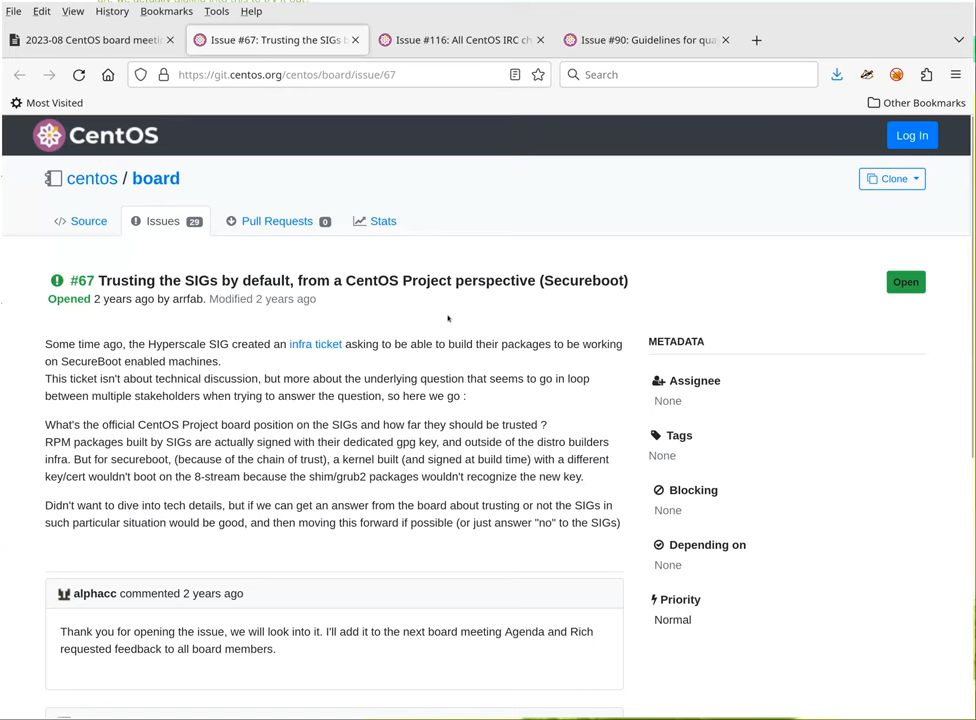 File Edit View History Bookmarks Tools Help
2023-08 CentOS board meeti
Issue #67: Trusting the SIGs b
Issue #116: All CentOS IRC ch
Issue #90: Guidelines for qua
https://git.centos.org/centos/board/issue/67
Search
Most Visited
Other Bookmarks
CentOS
Log In
centos / board
Clone
Source
Issues 29
Pull Requests 0
Stats
#67 Trusting the SIGs by default, from a CentOS Project perspective (Secureboot)
Open
Opened 2 years ago by arrfab. Modified 2 years ago
Some time ago, the Hyperscale SIG created an infra ticket asking to be able to build their packages to be working
on SecureBoot enabled machines.
This ticket isn't about technical discussion, but more about the underlying question that seems to go in loop
between multiple stakeholders when trying to answer the question, so here we go :
What's the official CentOS Project board position on the SIGs and how far they should be trusted ?
RPM packages built by SIGs are actually signed with their dedicated gpg key, and outside of the distro builders
infra. But for secureboot, (because of the chain of trust), a kernel built (and signed at build time) with a different
key/cert wouldn't boot on the 8-stream because the shim/grub2 packages wouldn't recognize the new key.
Didn't want to dive into tech details, but if we can get an answer from the board about trusting or not the SIGs in
such particular situation would be good, and then moving this forward if possible (or just answer "no" to the SIGs)
alphacc commented 2 years ago
Thank you for opening the issue, we will look into it. I'll add it to the next board meeting Agenda and Rich
requested feedback to all board members.
METADATA
Assignee
None
Tags
None
Blocking
None
Depending on
None
Priority
Normal